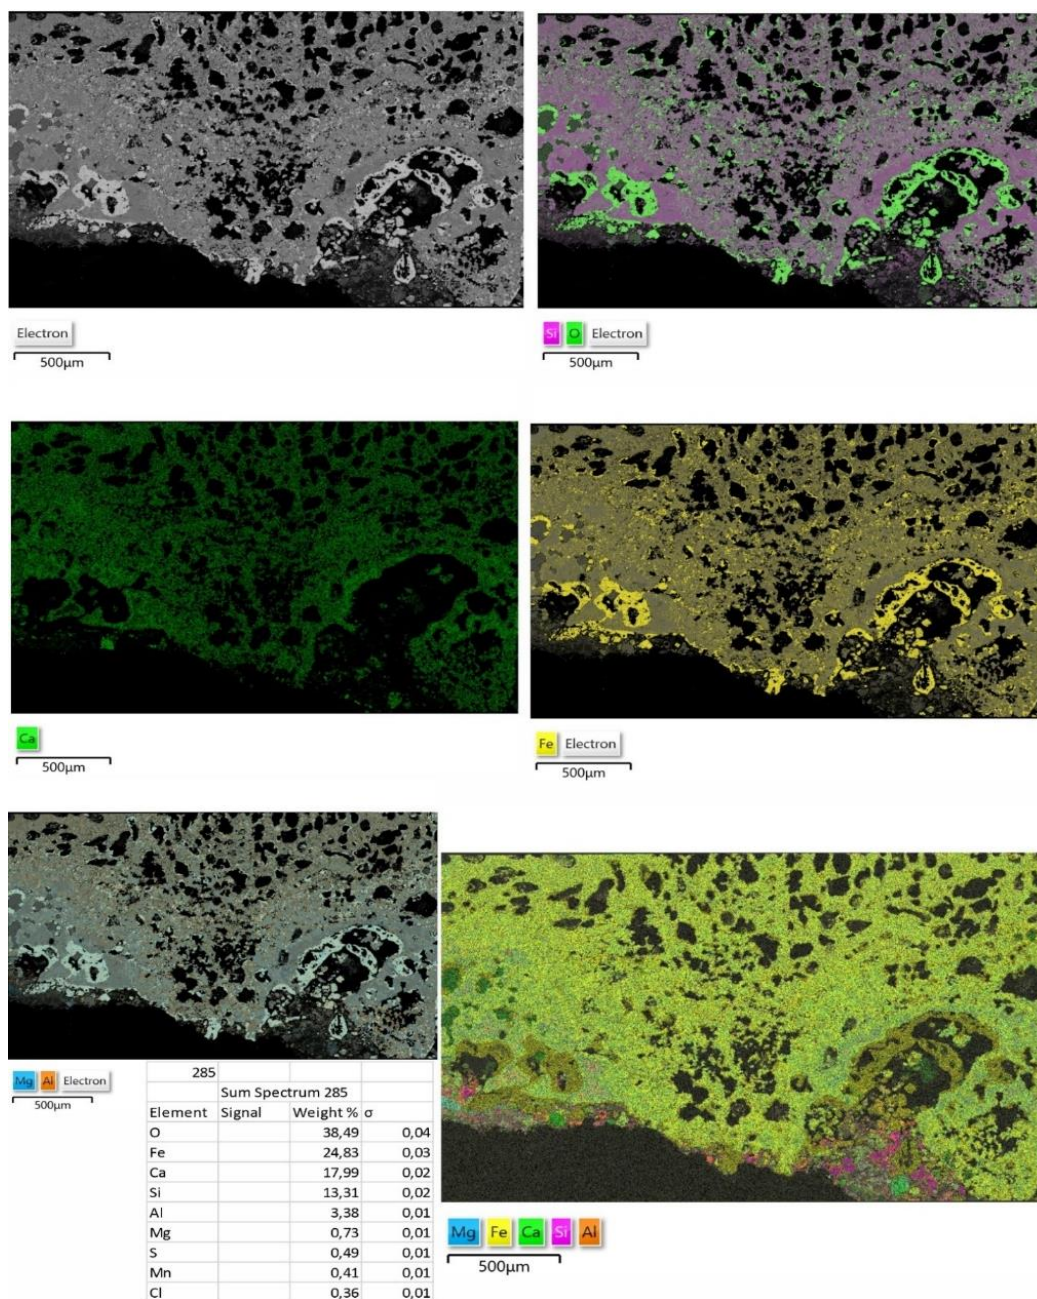 Electron
500µm
Si O Electron
500µm
Ca
500µm
Fe Electron
500µm
Mg Al Electron
500µm
285
Sum Spectrum 285
Element Signal Weight % σ
O 38,49 0,04
Fe 24,83 0,03
Ca 17,99 0,02
Si 13,31 0,02
Al 3,38 0,01
Mg 0,73 0,01
S 0,49 0,01
Mn 0,41 0,01
Cl 0,36 0,01
Mg Fe Ca Si Al
500µm